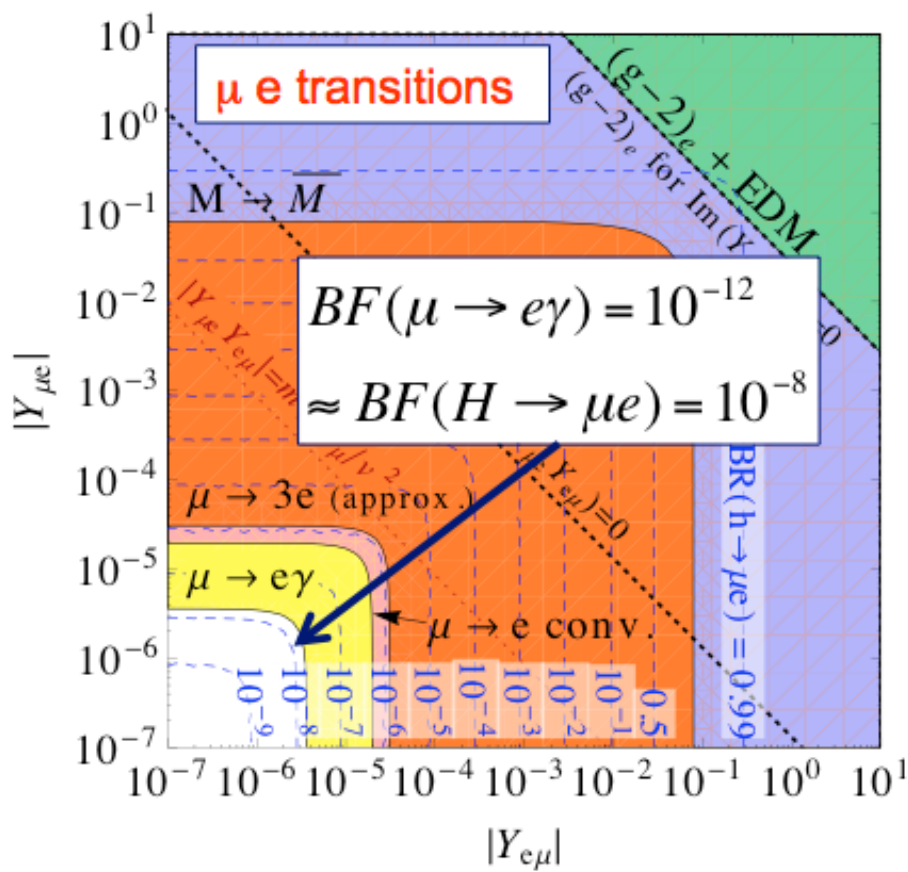 μ e transitions
(g−2)e + EDM
(g−2)e for Im(Y
=0
M → M̅
|Yμe Yeμ|=m
μ/ν 2
BF(μ → eγ) = 10⁻¹²
≈ BF(H → μe) = 10⁻⁸
Yeμ)=0
BR(h→μe) = 0.99
μ → 3e (approx.)
μ → eγ
μ → e conv.
10⁻⁹
10⁻⁸
10⁻⁷
10⁻⁶
10⁻⁵
10⁻⁴
10⁻³
10⁻²
10⁻¹
0.5
|Yμe|
10¹
10⁰
10⁻¹
10⁻²
10⁻³
10⁻⁴
10⁻⁵
10⁻⁶
10⁻⁷
10⁻⁷ 10⁻⁶ 10⁻⁵ 10⁻⁴ 10⁻³ 10⁻² 10⁻¹ 10⁰ 10¹
|Yeμ|